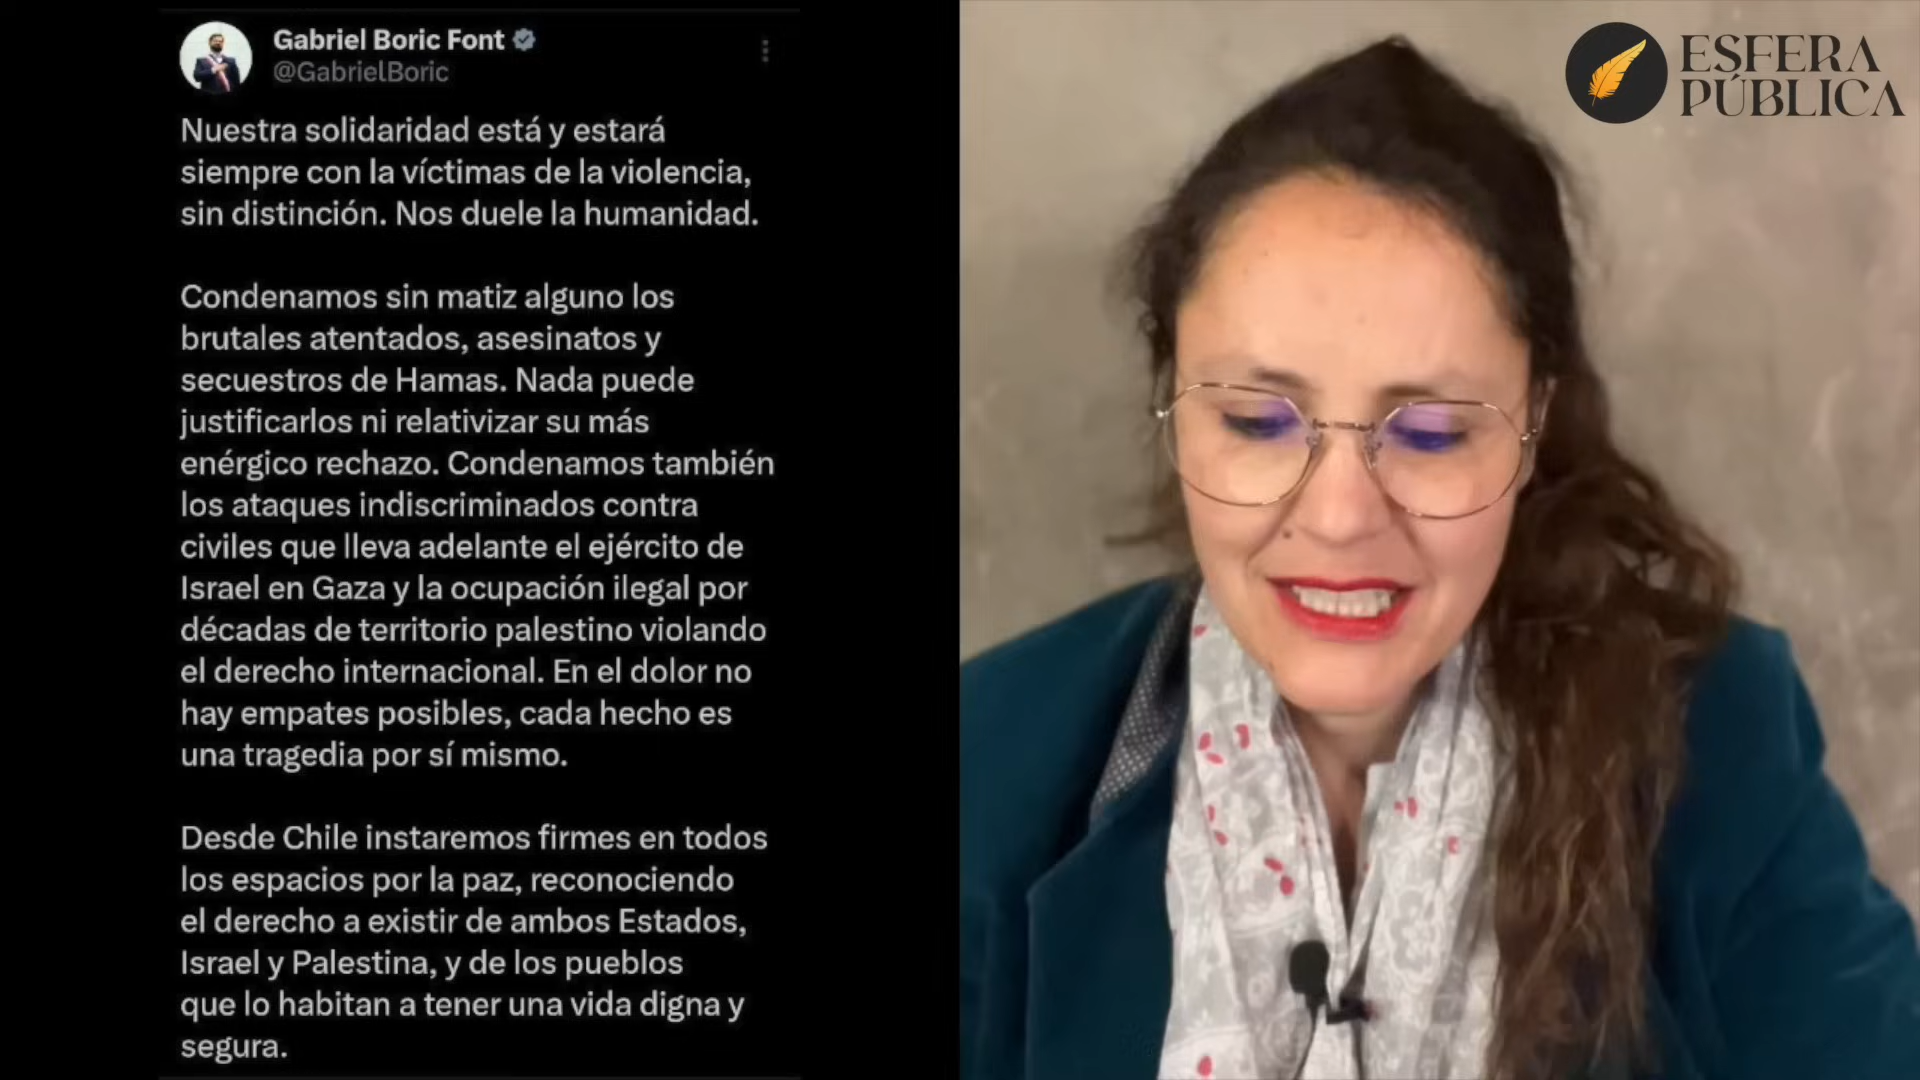 Gabriel Boric Font
@GabrielBoric
Nuestra solidaridad está y estará
siempre con la víctimas de la violencia,
sin distinción. Nos duele la humanidad.
Condenamos sin matiz alguno los
brutales atentados, asesinatos y
secuestros de Hamas. Nada puede
justificarlos ni relativizar su más
enérgico rechazo. Condenamos también
los ataques indiscriminados contra
civiles que lleva adelante el ejército de
Israel en Gaza y la ocupación ilegal por
décadas de territorio palestino violando
el derecho internacional. En el dolor no
hay empates posibles, cada hecho es
una tragedia por sí mismo.
Desde Chile instaremos firmes en todos
los espacios por la paz, reconociendo
el derecho a existir de ambos Estados,
Israel y Palestina, y de los pueblos
que lo habitan a tener una vida digna y
segura.
ESFERA
PÚBLICA